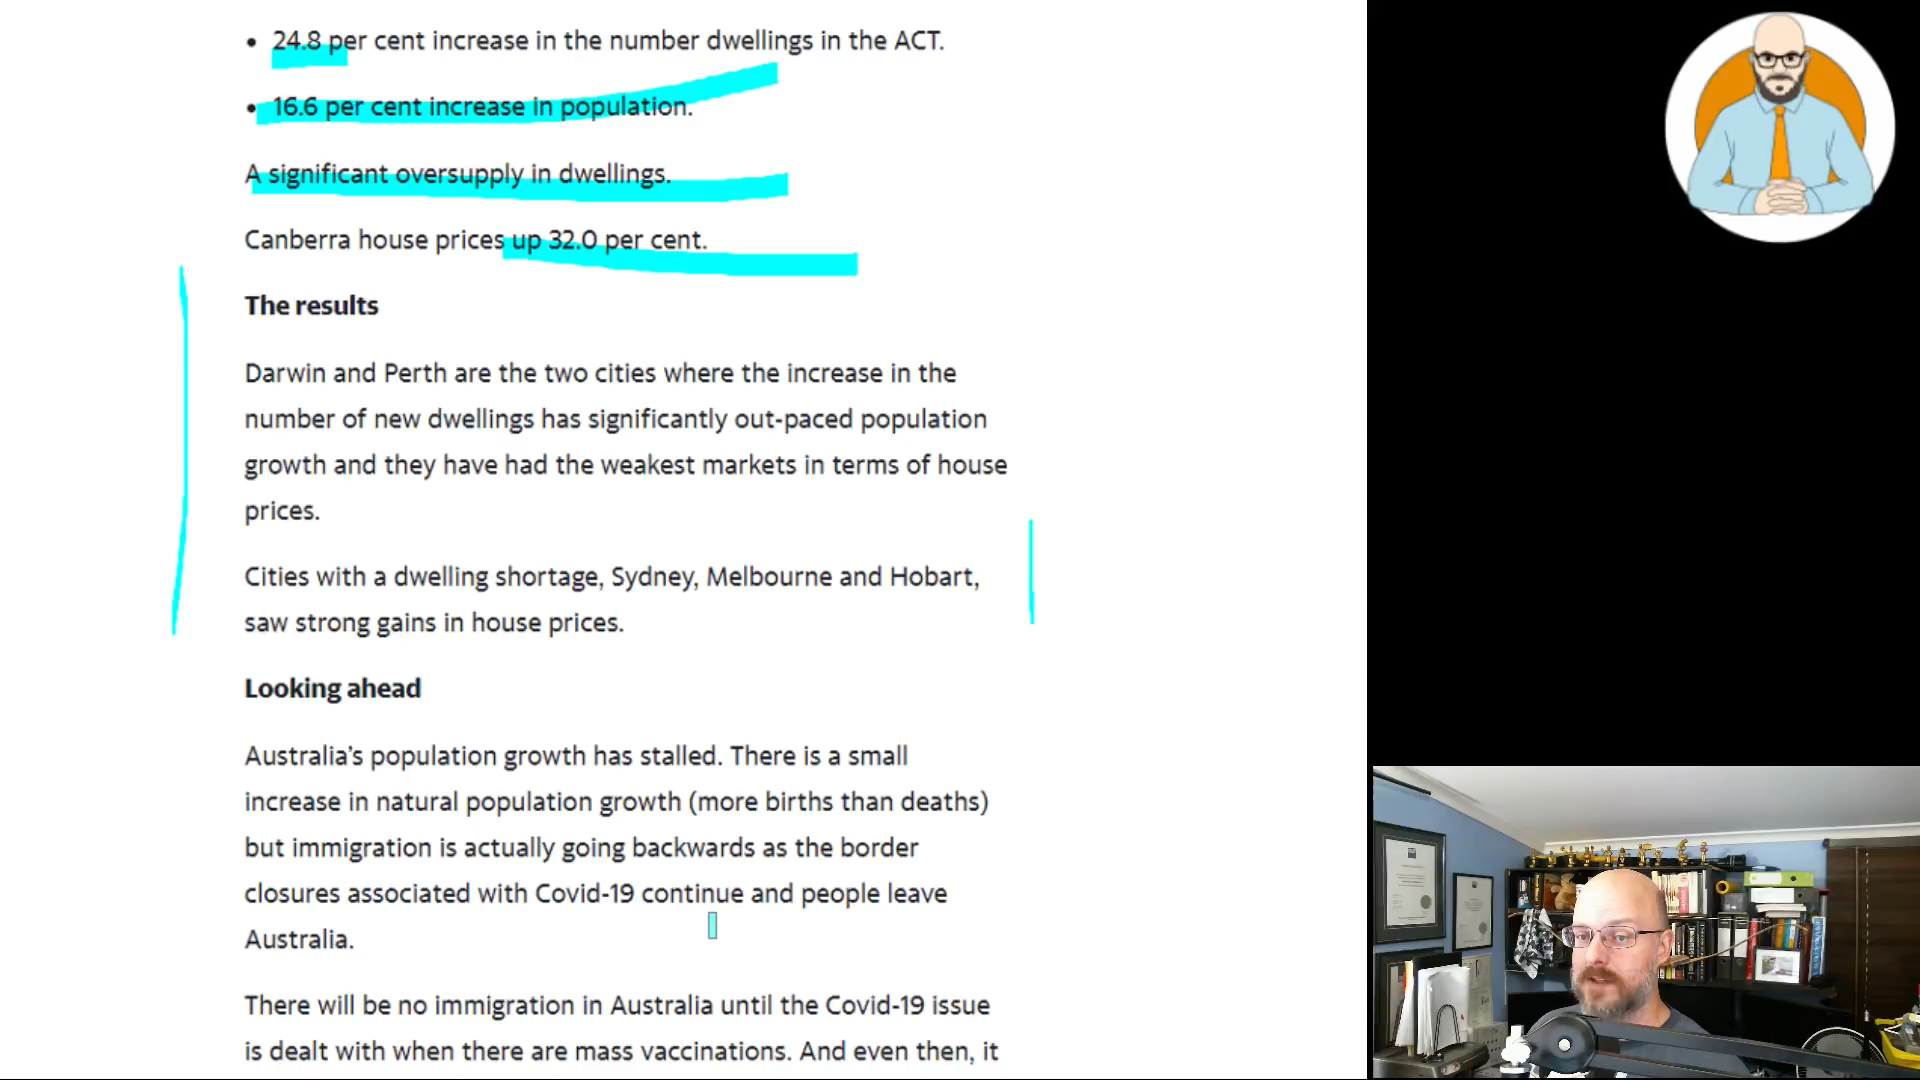 • 24.8 per cent increase in the number dwellings in the ACT.
• 16.6 per cent increase in population.
A significant oversupply in dwellings.
Canberra house prices up 32.0 per cent.
The results
Darwin and Perth are the two cities where the increase in the
number of new dwellings has significantly out-paced population
growth and they have had the weakest markets in terms of house
prices.
Cities with a dwelling shortage, Sydney, Melbourne and Hobart,
saw strong gains in house prices.
Looking ahead
Australia’s population growth has stalled. There is a small
increase in natural population growth (more births than deaths)
but immigration is actually going backwards as the border
closures associated with Covid-19 continue and people leave
Australia.
There will be no immigration in Australia until the Covid-19 issue
is dealt with when there are mass vaccinations. And even then, it